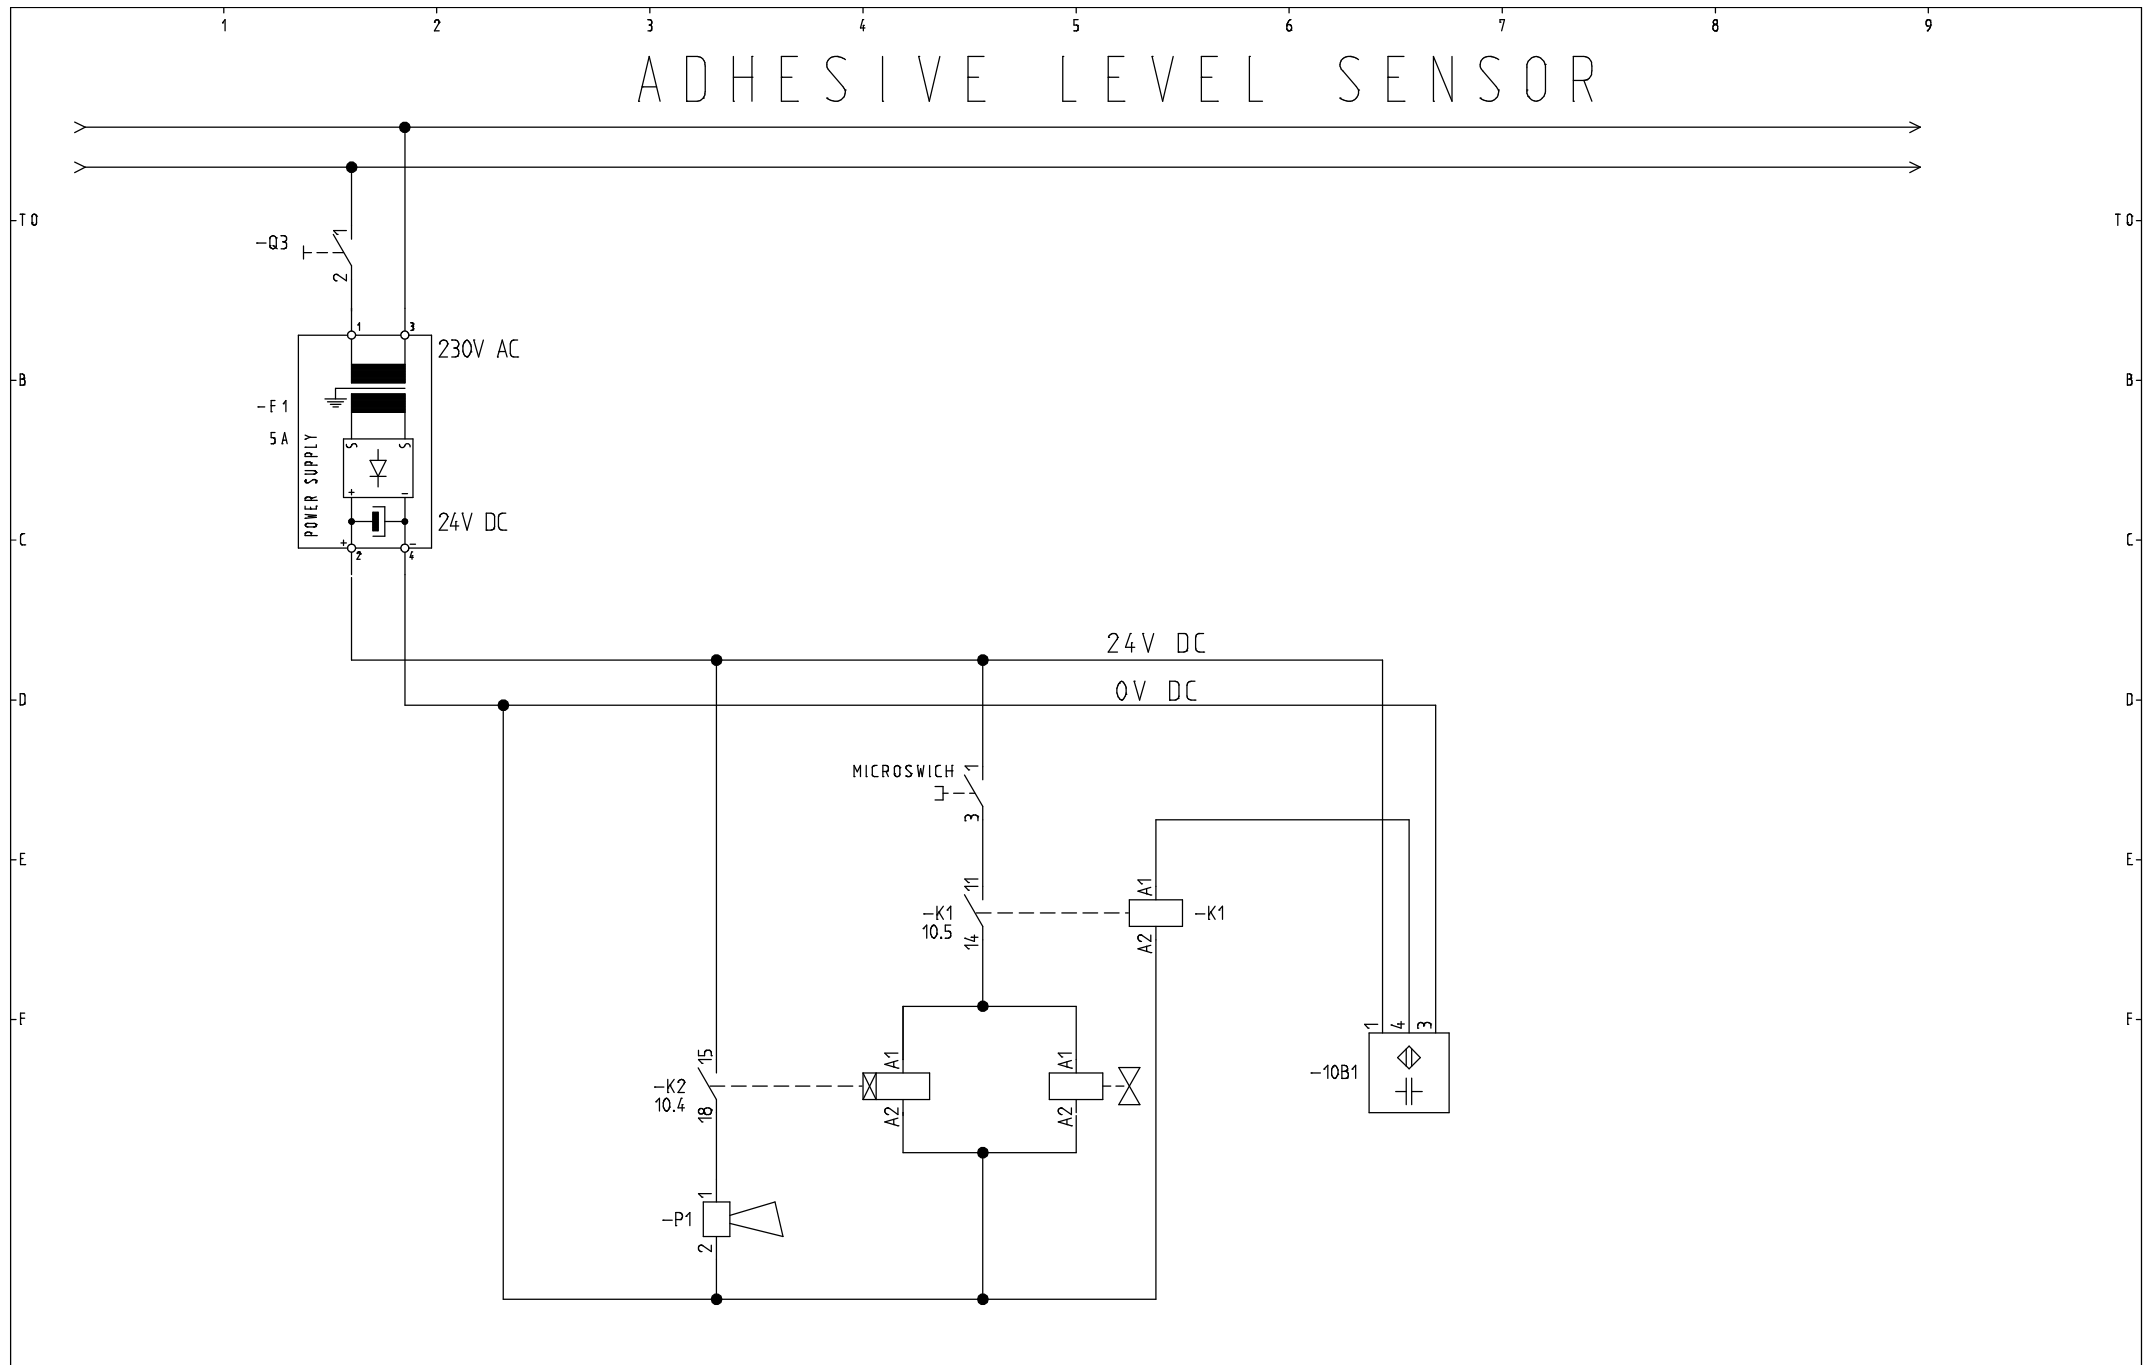 1 2 3 4 5 6 7 8 9
ADHESIVE LEVEL SENSOR
T0 T0
-Q3 1
2
1 3
230V AC
B B
-F1
5A
POWER SUPPLY
S S
+ -
24V DC
C C
+ 2 4 -
24V DC
D 0V DC D
MICROSWICH 1
3
E E
11 A1
-K1 -K1
10.5
14 A2
F F
1 4 3
15 A1 A1
-K2 -10B1
10.4
18 A2 A2
1
-P1
2